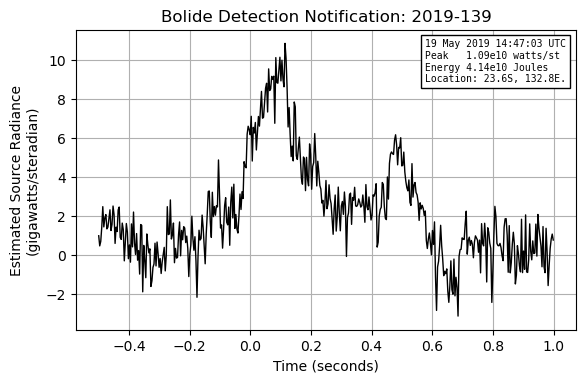 Bolide Detection Notification: 2019-139
19 May 2019 14:47:03 UTC
Peak 1.09e10 watts/st
Energy 4.14e10 Joules
Location: 23.6S, 132.8E.
Estimated Source Radiance
(gigawatts/steradian)
10
8
6
4
2
0
−2
−0.4 −0.2 0.0 0.2 0.4 0.6 0.8 1.0
Time (seconds)